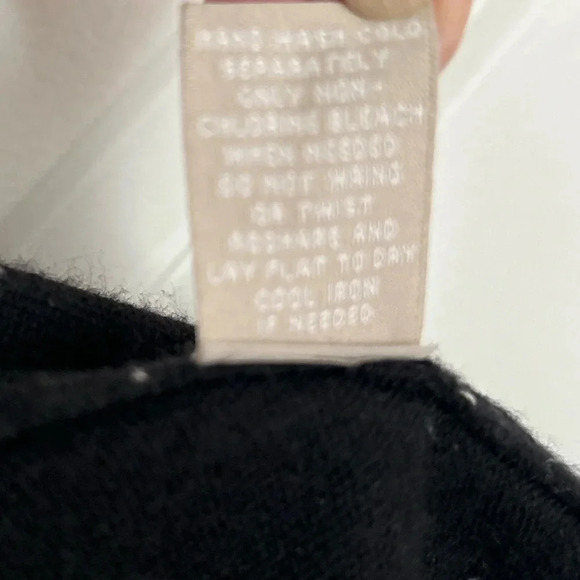 HAND WASH COLD
SEPARATELY
ONLY NON-
CHLORINE BLEACH
WHEN NEEDED
DO NOT WRING
OR TWIST
RESHAPE AND
LAY FLAT TO DRY
COOL IRON
IF NEEDED